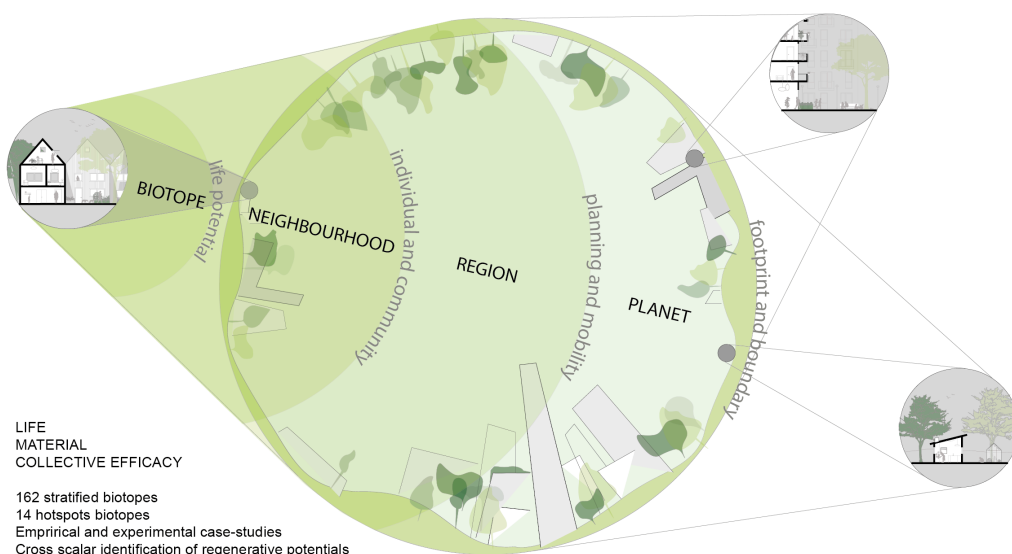 BIOTOPE
life potential
NEIGHBOURHOOD
individual and community
REGION
planning and mobility
PLANET
footprint and boundary
LIFE
MATERIAL
COLLECTIVE EFFICACY
162 stratified biotopes
14 hotspots biotopes
Emprirical and experimental case-studies
Cross scalar identification of regenerative potentials